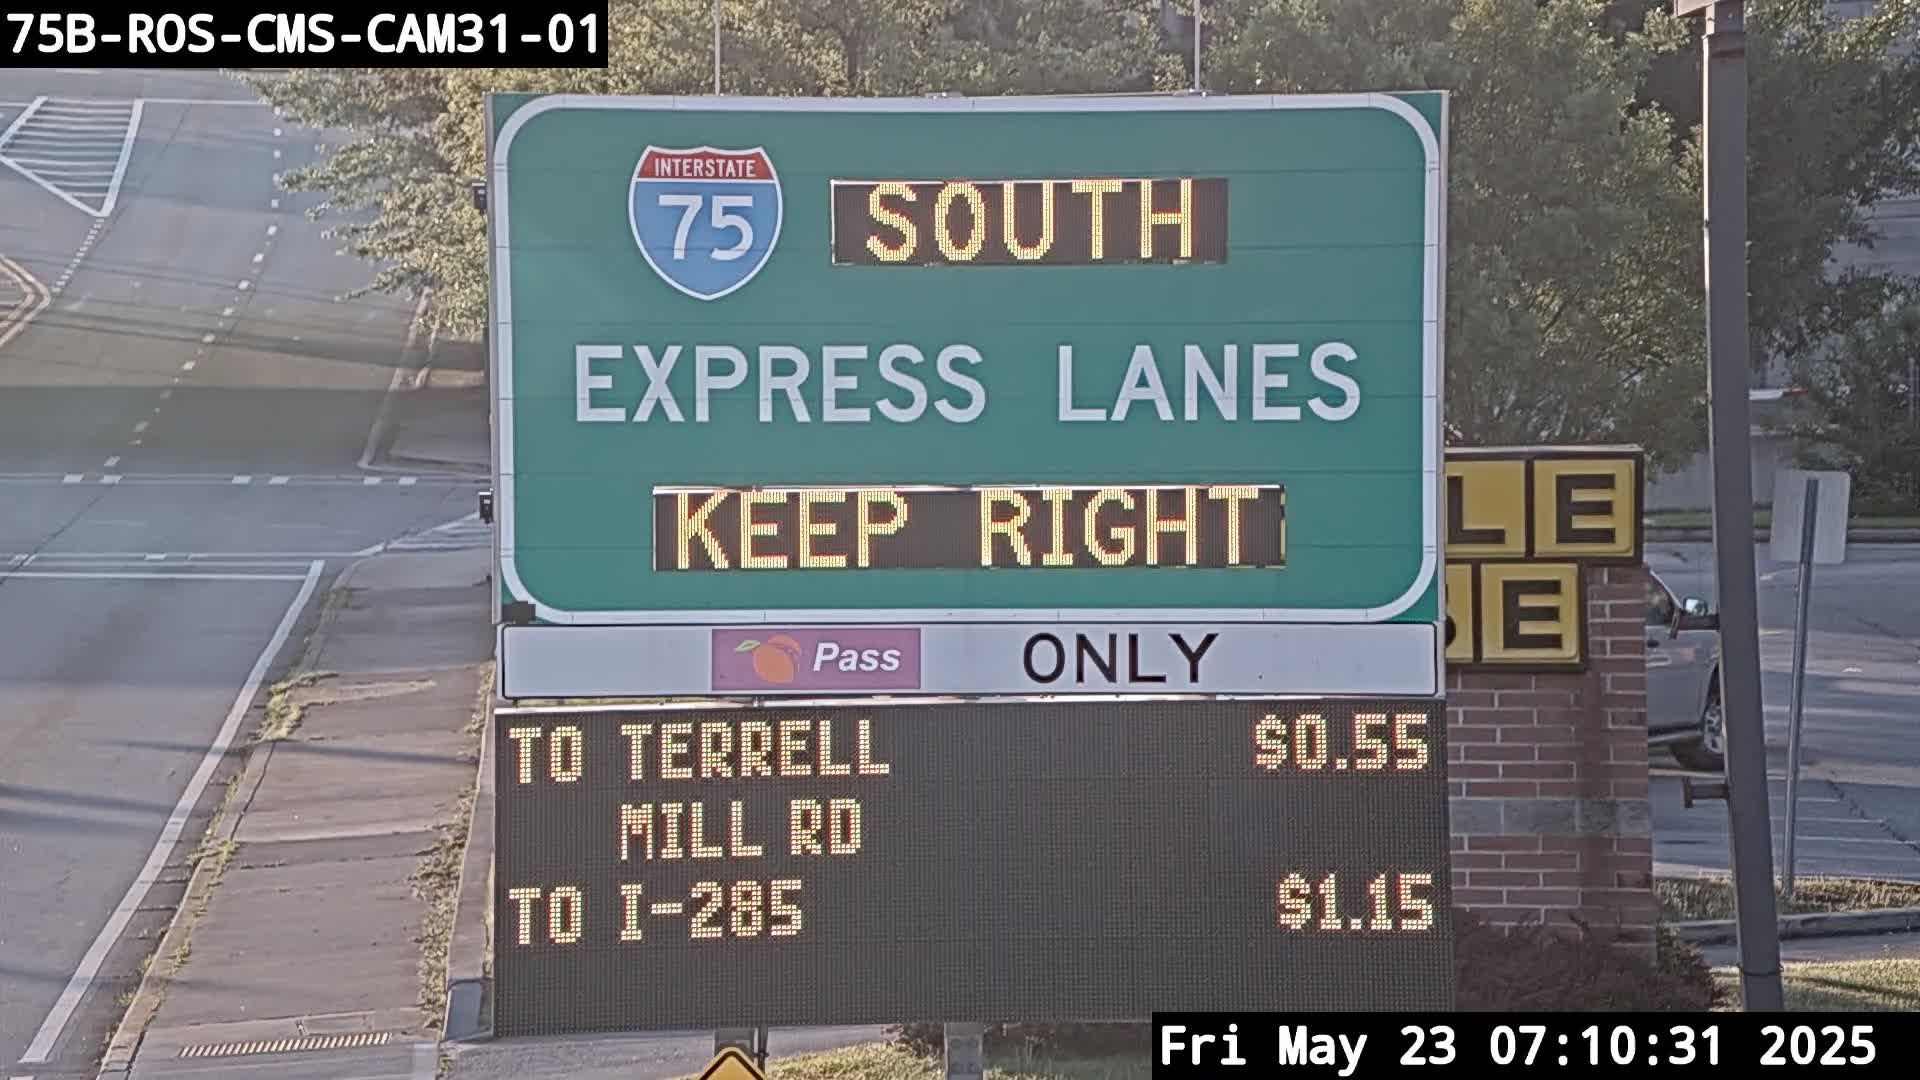 75B-ROS-CMS-CAM31-01
INTERSTATE
75
SOUTH
EXPRESS LANES
KEEP RIGHT
Pass ONLY
TO TERRELL $0.55
MILL RD
TO I-285 $1.15
LE
E
Fri May 23 07:10:31 2025